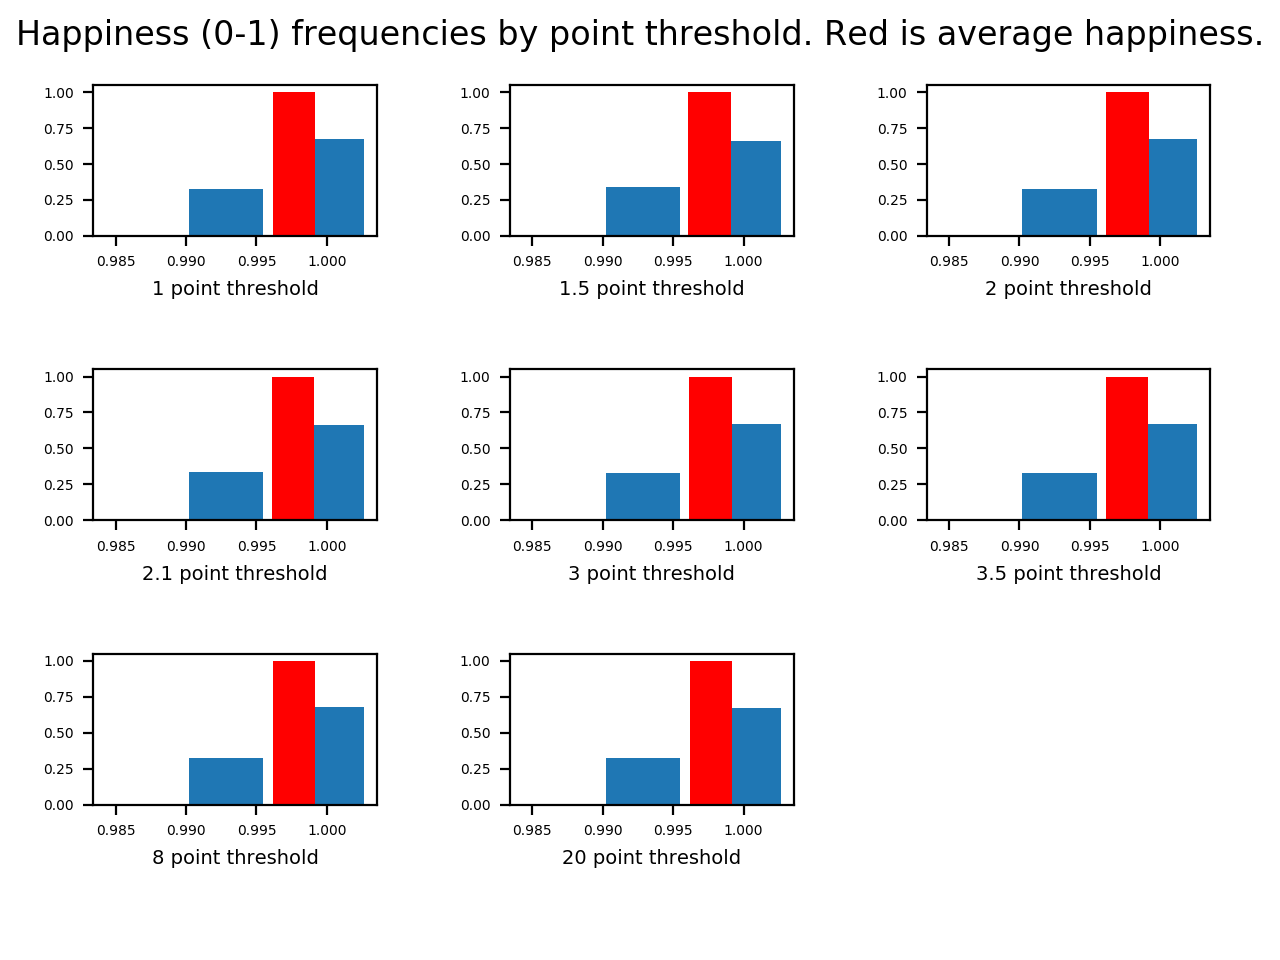 Happiness (0-1) frequencies by point threshold. Red is average happiness.
1.00 1.00 1.00
0.75 0.75 0.75
0.50 0.50 0.50
0.25 0.25 0.25
0.00 0.00 0.00
0.985 0.990 0.995 1.000 0.985 0.990 0.995 1.000 0.985 0.990 0.995 1.000
1 point threshold 1.5 point threshold 2 point threshold
1.00 1.00 1.00
0.75 0.75 0.75
0.50 0.50 0.50
0.25 0.25 0.25
0.00 0.00 0.00
0.985 0.990 0.995 1.000 0.985 0.990 0.995 1.000 0.985 0.990 0.995 1.000
2.1 point threshold 3 point threshold 3.5 point threshold
1.00 1.00
0.75 0.75
0.50 0.50
0.25 0.25
0.00 0.00
0.985 0.990 0.995 1.000 0.985 0.990 0.995 1.000
8 point threshold 20 point threshold